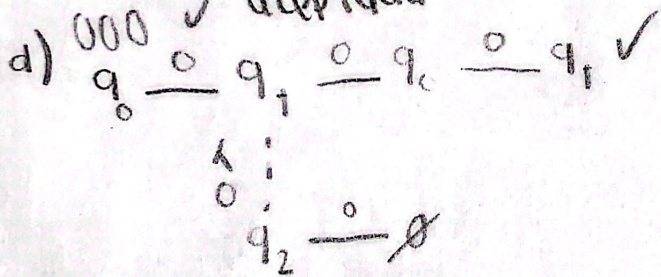 d) 000 ✓
q₀ —0— q₁ —0— q₀ —0— q₁ ✓
0
q₂ —0— ∅